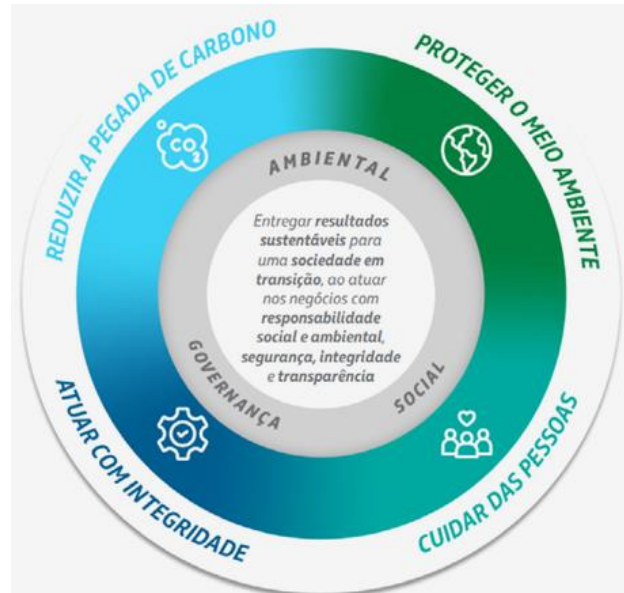 REDUZIR A PEGADA DE CARBONO
PROTEGER O MEIO AMBIENTE
CO2
AMBIENTAL
Entregar resultados
sustentáveis para
uma sociedade em
transição, ao atuar
nos negócios com
responsabilidade
social e ambiental,
segurança, integridade
e transparência
GOVERNANÇA
SOCIAL
ATUAR COM INTEGRIDADE
CUIDAR DAS PESSOAS